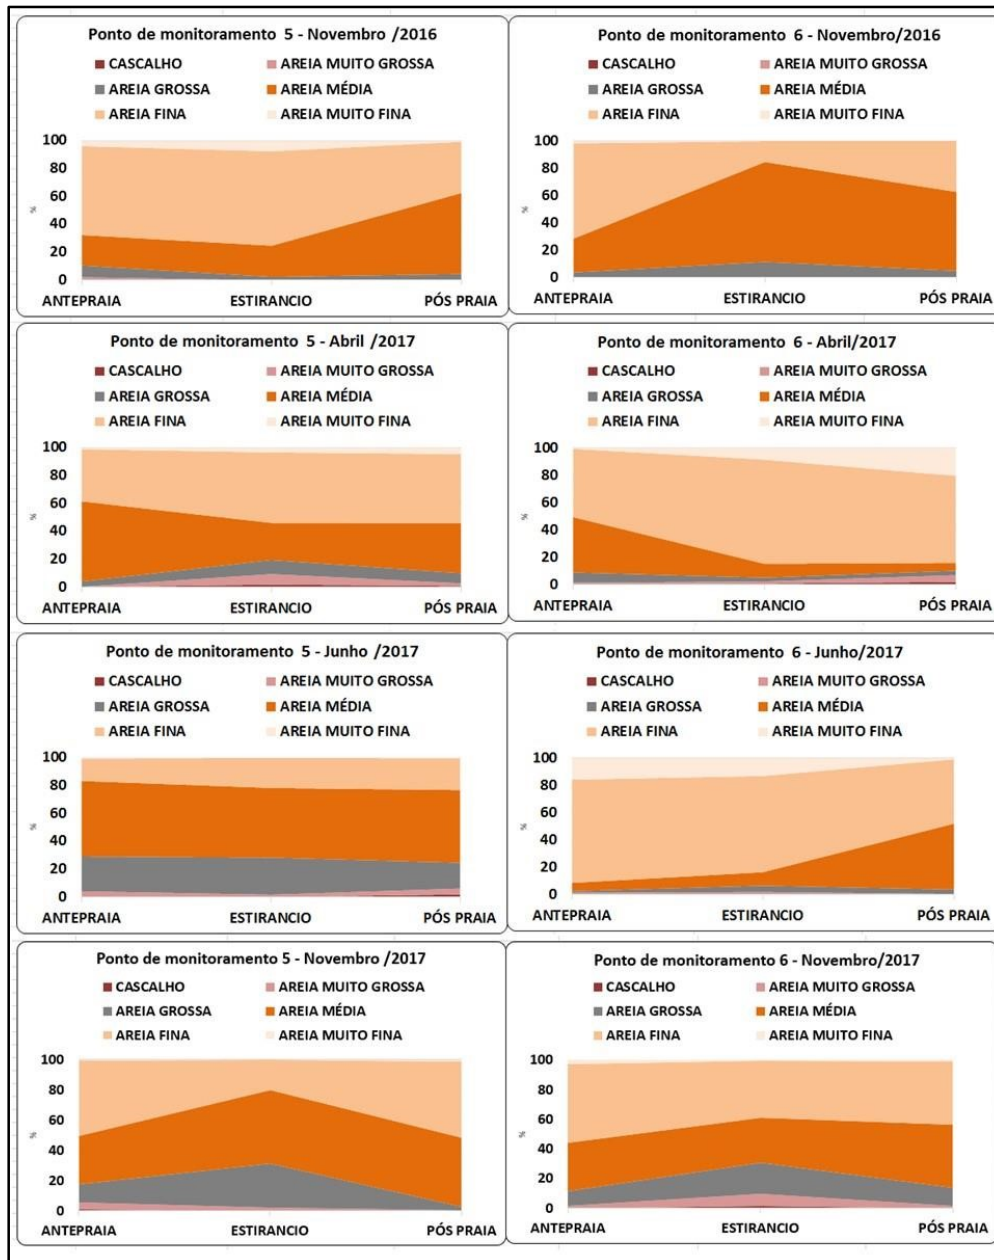 Ponto de monitoramento 5 - Novembro /2016
CASCALHO AREIA MUITO GROSSA
AREIA GROSSA AREIA MÉDIA
AREIA FINA AREIA MUITO FINA
100
80
60
%
40
20
0
ANTEPRAIA ESTIRANCIO PÓS PRAIA
Ponto de monitoramento 6 - Novembro/2016
CASCALHO AREIA MUITO GROSSA
AREIA GROSSA AREIA MÉDIA
AREIA FINA AREIA MUITO FINA
100
80
60
%
40
20
0
ANTEPRAIA ESTIRANCIO PÓS PRAIA
Ponto de monitoramento 5 - Abril /2017
CASCALHO AREIA MUITO GROSSA
AREIA GROSSA AREIA MÉDIA
AREIA FINA AREIA MUITO FINA
100
80
60
%
40
20
0
ANTEPRAIA ESTIRANCIO PÓS PRAIA
Ponto de monitoramento 6 - Abril/2017
CASCALHO AREIA MUITO GROSSA
AREIA GROSSA AREIA MÉDIA
AREIA FINA AREIA MUITO FINA
100
80
60
%
40
20
0
ANTEPRAIA ESTIRANCIO PÓS PRAIA
Ponto de monitoramento 5 - Junho /2017
CASCALHO AREIA MUITO GROSSA
AREIA GROSSA AREIA MÉDIA
AREIA FINA AREIA MUITO FINA
100
80
60
%
40
20
0
ANTEPRAIA ESTIRANCIO PÓS PRAIA
Ponto de monitoramento 6 - Junho/2017
CASCALHO AREIA MUITO GROSSA
AREIA GROSSA AREIA MÉDIA
AREIA FINA AREIA MUITO FINA
100
80
60
%
40
20
0
ANTEPRAIA ESTIRANCIO PÓS PRAIA
Ponto de monitoramento 5 - Novembro /2017
CASCALHO AREIA MUITO GROSSA
AREIA GROSSA AREIA MÉDIA
AREIA FINA AREIA MUITO FINA
100
80
60
%
40
20
0
ANTEPRAIA ESTIRANCIO PÓS PRAIA
Ponto de monitoramento 6 - Novembro/2017
CASCALHO AREIA MUITO GROSSA
AREIA GROSSA AREIA MÉDIA
AREIA FINA AREIA MUITO FINA
100
80
60
%
40
20
0
ANTEPRAIA ESTIRANCIO PÓS PRAIA